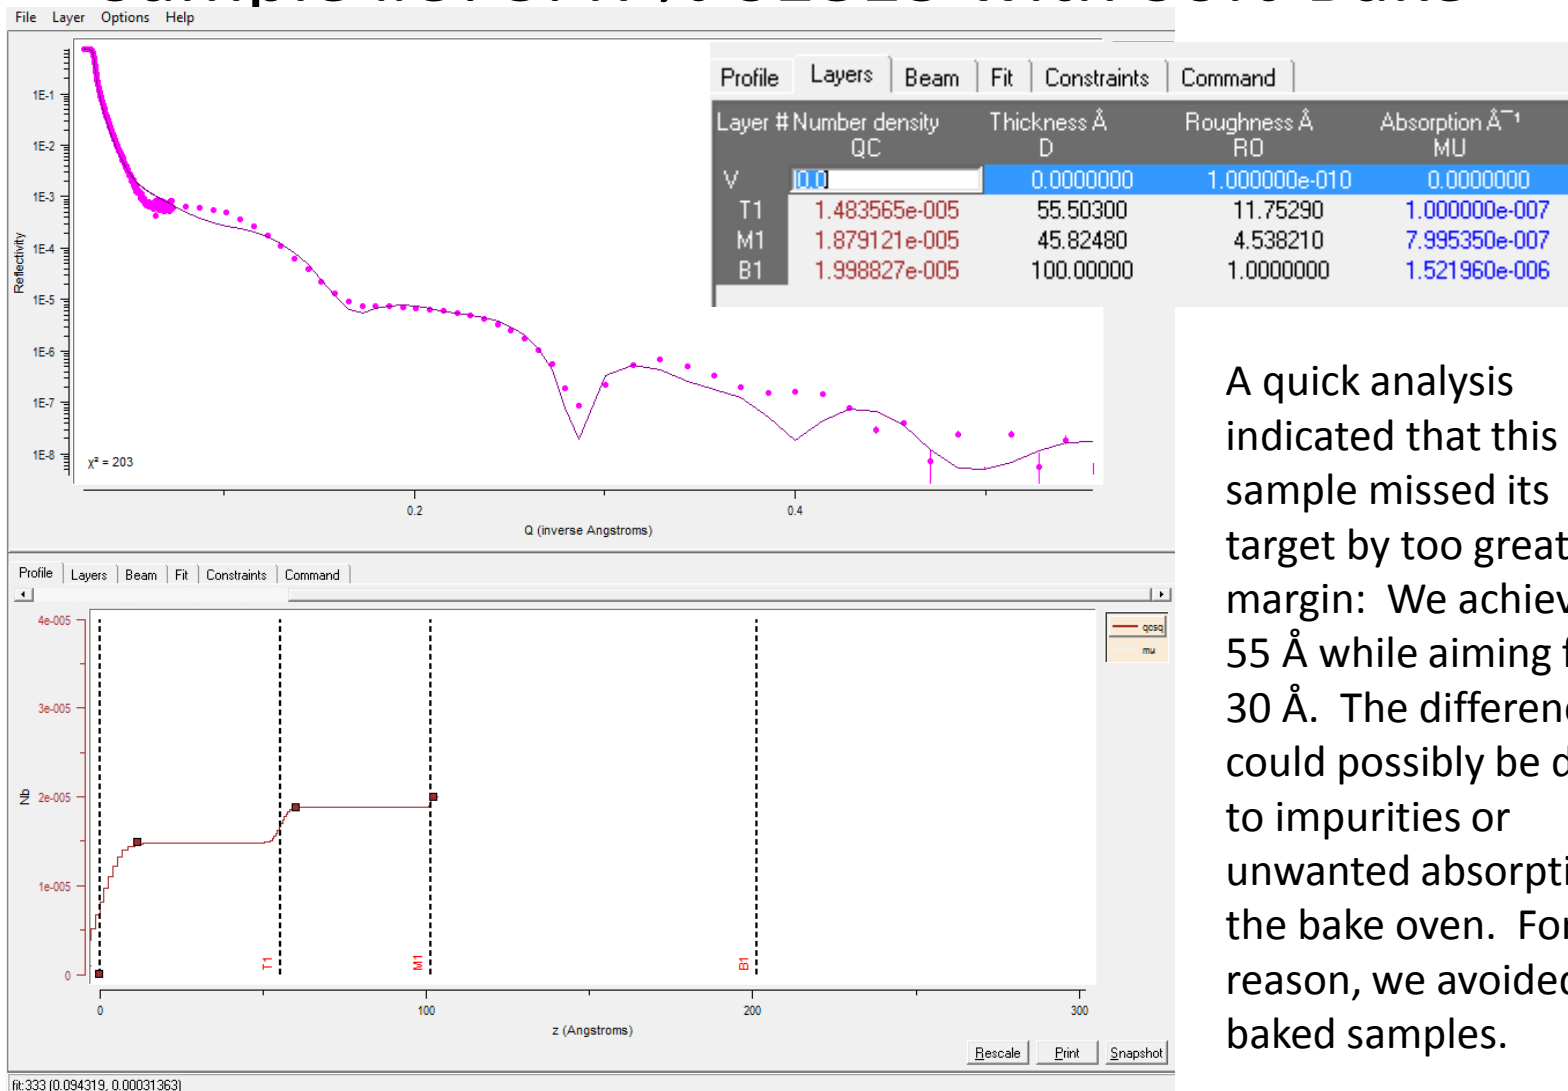 File Layer Options Help
Profile Layers Beam Fit Constraints Command
Layer # Number density Thickness Å Roughness Å Absorption Å⁻¹
QC D RO MU
V 0.0 0.0000000 1.000000e-010 0.0000000
T1 1.483565e-005 55.50300 11.75290 1.000000e-007
M1 1.879121e-005 45.82480 4.538210 7.995350e-007
B1 1.998827e-005 100.00000 1.0000000 1.521960e-006
1E-1
1E-2
1E-3
1E-4
1E-5
1E-6
1E-7
1E-8
Reflectivity
χ² = 203
0.2 0.4
Q (inverse Angstroms)
A quick analysis
indicated that this
sample missed its
target by too great
margin: We achiev
55 Å while aiming f
30 Å. The differen
could possibly be d
to impurities or
unwanted absorpti
the bake oven. For
reason, we avoided
baked samples.
Profile Layers Beam Fit Constraints Command
4e-005
3e-005
2e-005
1e-005
0
Nb
qcsq
mu
T1 M1 B1
0 100 200 300
z (Angstroms)
Rescale Print Snapshot
fit:333 (0.094319, 0.00031363)